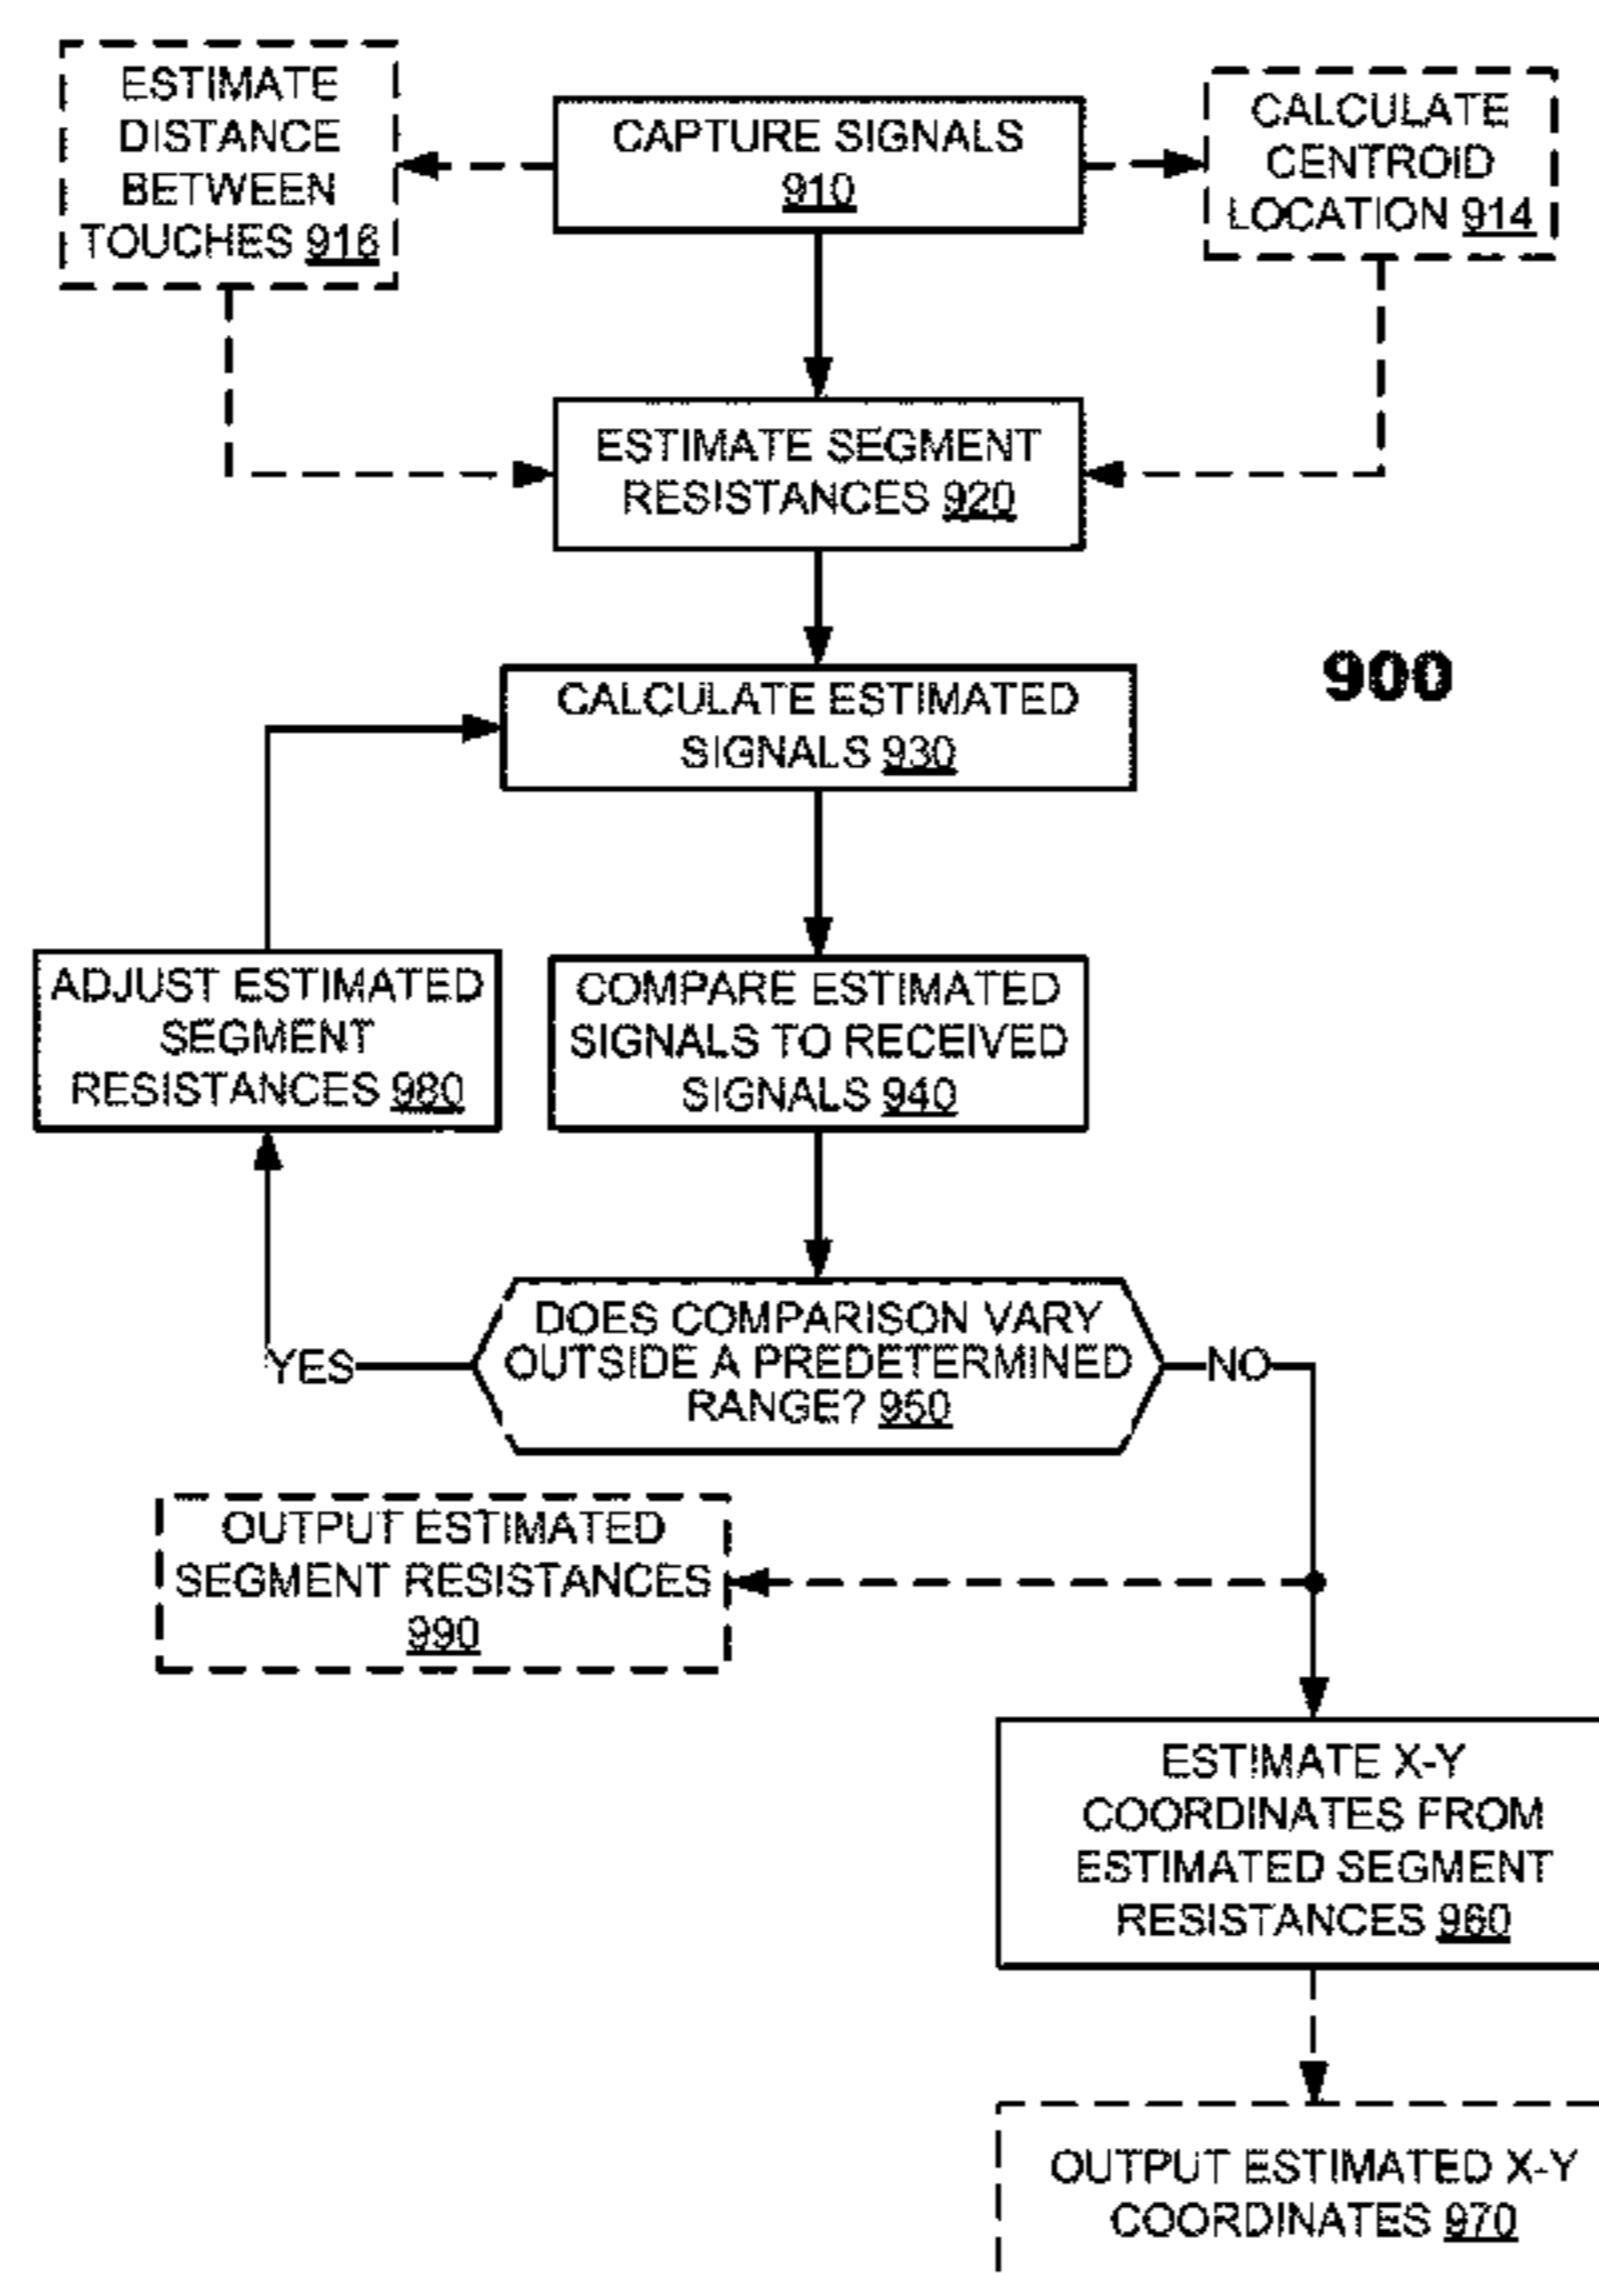 ESTIMATE
DISTANCE
BETWEEN
TOUCHES 916
CAPTURE SIGNALS
910
CALCULATE
CENTROID
LOCATION 914
ESTIMATE SEGMENT
RESISTANCES 920
900
CALCULATE ESTIMATED
SIGNALS 930
ADJUST ESTIMATED
SEGMENT
RESISTANCES 980
COMPARE ESTIMATED
SIGNALS TO RECEIVED
SIGNALS 940
DOES COMPARISON VARY
OUTSIDE A PREDETERMINED
RANGE? 950
YES
NO
OUTPUT ESTIMATED
SEGMENT RESISTANCES
990
ESTIMATE X-Y
COORDINATES FROM
ESTIMATED SEGMENT
RESISTANCES 960
OUTPUT ESTIMATED X-Y
COORDINATES 970